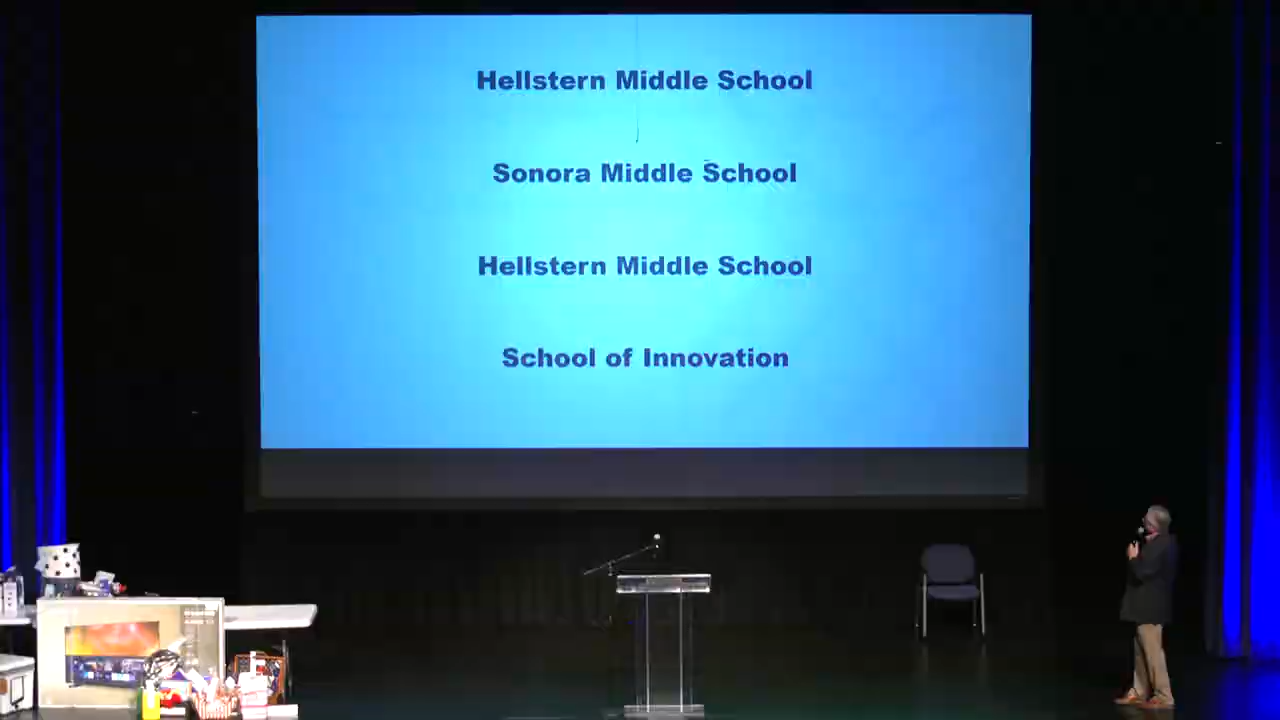 Hellstern Middle School
Sonora Middle School
Hellstern Middle School
School of Innovation